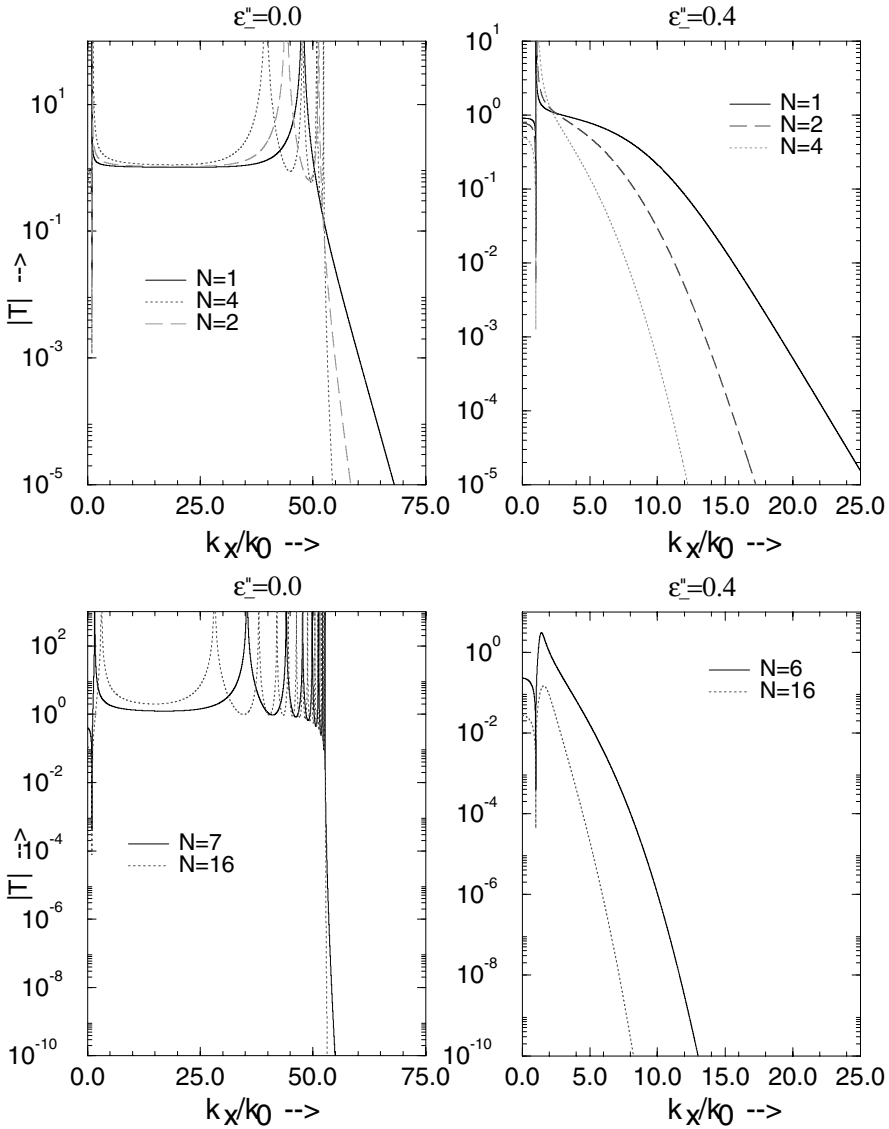 ε"_=0.0
10^1
10^-1
10^-3
10^-5
|T| -->
N=1
N=4
N=2
0.0 25.0 50.0 75.0
k_x/k_0 -->
ε"_=0.4
10^1
10^0
10^-1
10^-2
10^-3
10^-4
10^-5
N=1
N=2
N=4
0.0 5.0 10.0 15.0 20.0 25.0
k_x/k_0 -->
ε"_=0.0
10^2
10^0
10^-2
10^-4
10^-6
10^-8
10^-10
|T| -->
N=7
N=16
0.0 25.0 50.0 75.0
k_x/k_0 -->
ε"_=0.4
10^0
10^-2
10^-4
10^-6
10^-8
10^-10
N=6
N=16
0.0 5.0 10.0 15.0 20.0 25.0
k_x/k_0 -->